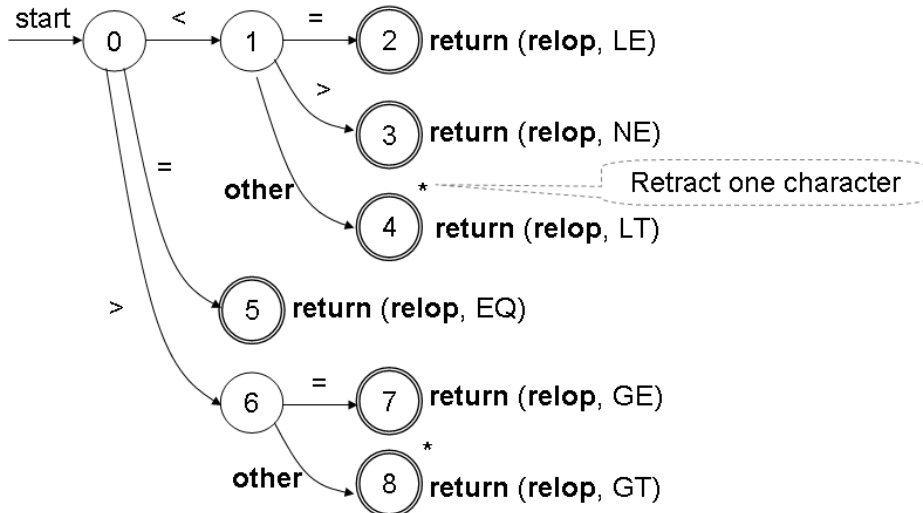 start
0
<
1
=
2
return (relop, LE)
>
3
return (relop, NE)
=
other
*
Retract one character
4
return (relop, LT)
>
5
return (relop, EQ)
6
=
7
return (relop, GE)
other
*
8
return (relop, GT)